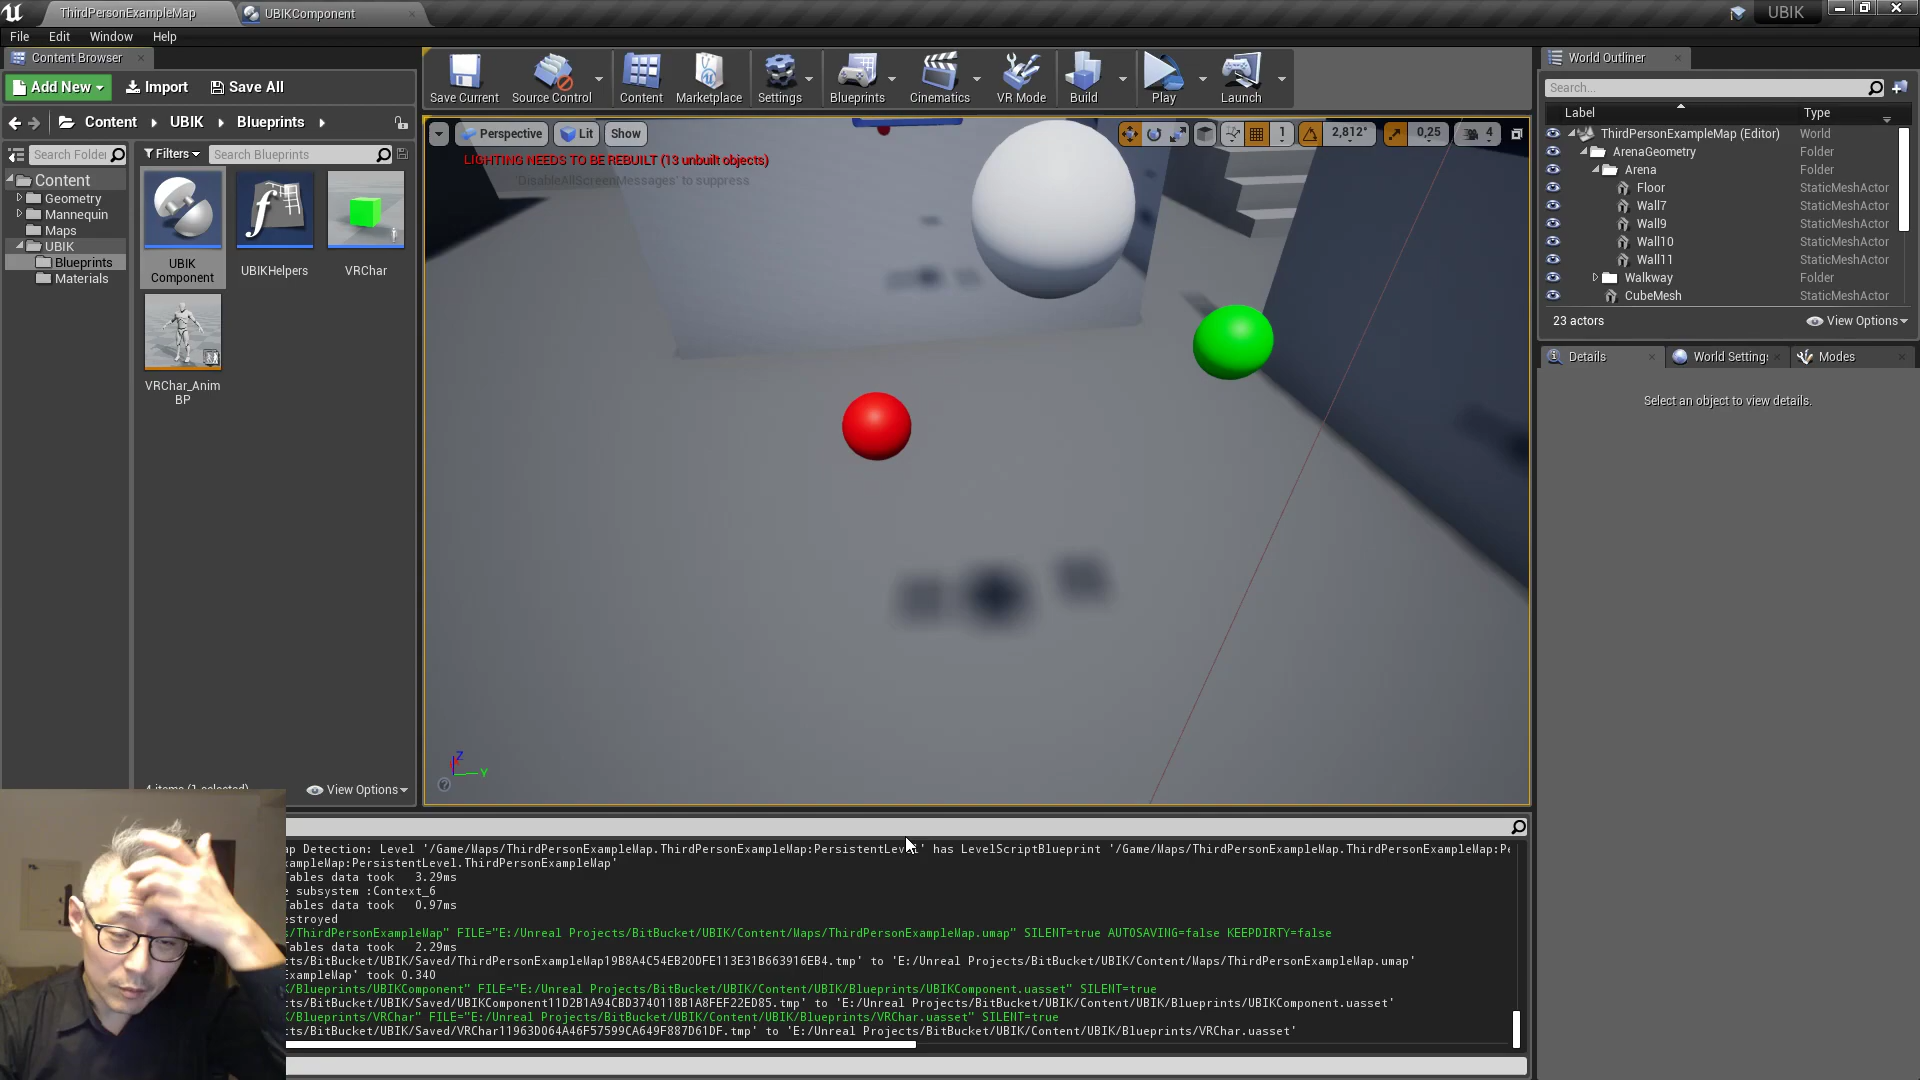 ThirdPersonExampleMap
UBIKComponent
UBIK
File Edit Window Help
Content Browser
Add New Import Save All
Content UBIK Blueprints
Filters
Search Folder
Search Blueprints
Content
Geometry
Mannequin
Maps
UBIK
Blueprints
Materials
UBIK
Component
UBIKHelpers
VRChar
VRChar_Anim
BP
4 items (1 selected)
View Options
Save Current Source Control Content Marketplace Settings Blueprints Cinematics VR Mode Build Play Launch
Perspective Lit Show
1 2,812° 0,25 4
LIGHTING NEEDS TO BE REBUILT (13 unbuilt objects)
'DisableAllScreenMessages' to suppress
Z
Y
World Outliner
Search...
Label Type
ThirdPersonExampleMap (Editor) World
ArenaGeometry Folder
Arena Folder
Floor StaticMeshActor
Wall7 StaticMeshActor
Wall9 StaticMeshActor
Wall10 StaticMeshActor
Wall11 StaticMeshActor
Walkway Folder
CubeMesh StaticMeshActor
23 actors
View Options
Details World Settings Modes
Select an object to view details.
ap Detection: Level '/Game/Maps/ThirdPersonExampleMap.ThirdPersonExampleMap:PersistentLevel' has LevelScriptBlueprint '/Game/Maps/ThirdPersonExampleMap.ThirdPersonExampleMap:Pe
xampleMap:PersistentLevel.ThirdPersonExampleMap'
Tables data took 3.29ms
e subsystem :Context_6
Tables data took 0.97ms
estroyed
s/ThirdPersonExampleMap" FILE="E:/Unreal Projects/BitBucket/UBIK/Content/Maps/ThirdPersonExampleMap.umap" SILENT=true AUTOSAVING=false KEEPDIRTY=false
Tables data took 2.29ms
cts/BitBucket/UBIK/Saved/ThirdPersonExampleMap19B8A4C54EB20DFE113E31B663916EB4.tmp' to 'E:/Unreal Projects/BitBucket/UBIK/Content/Maps/ThirdPersonExampleMap.umap'
ExampleMap' took 0.340
K/Blueprints/UBIKComponent" FILE="E:/Unreal Projects/BitBucket/UBIK/Content/UBIK/Blueprints/UBIKComponent.uasset" SILENT=true
cts/BitBucket/UBIK/Saved/UBIKComponent11D2B1A94CBD3740118B1A8FEF22ED85.tmp' to 'E:/Unreal Projects/BitBucket/UBIK/Content/UBIK/Blueprints/UBIKComponent.uasset'
K/Blueprints/VRChar" FILE="E:/Unreal Projects/BitBucket/UBIK/Content/UBIK/Blueprints/VRChar.uasset" SILENT=true
cts/BitBucket/UBIK/Saved/VRChar11963D064A46F57599CA649F887D61DF.tmp' to 'E:/Unreal Projects/BitBucket/UBIK/Content/UBIK/Blueprints/VRChar.uasset'